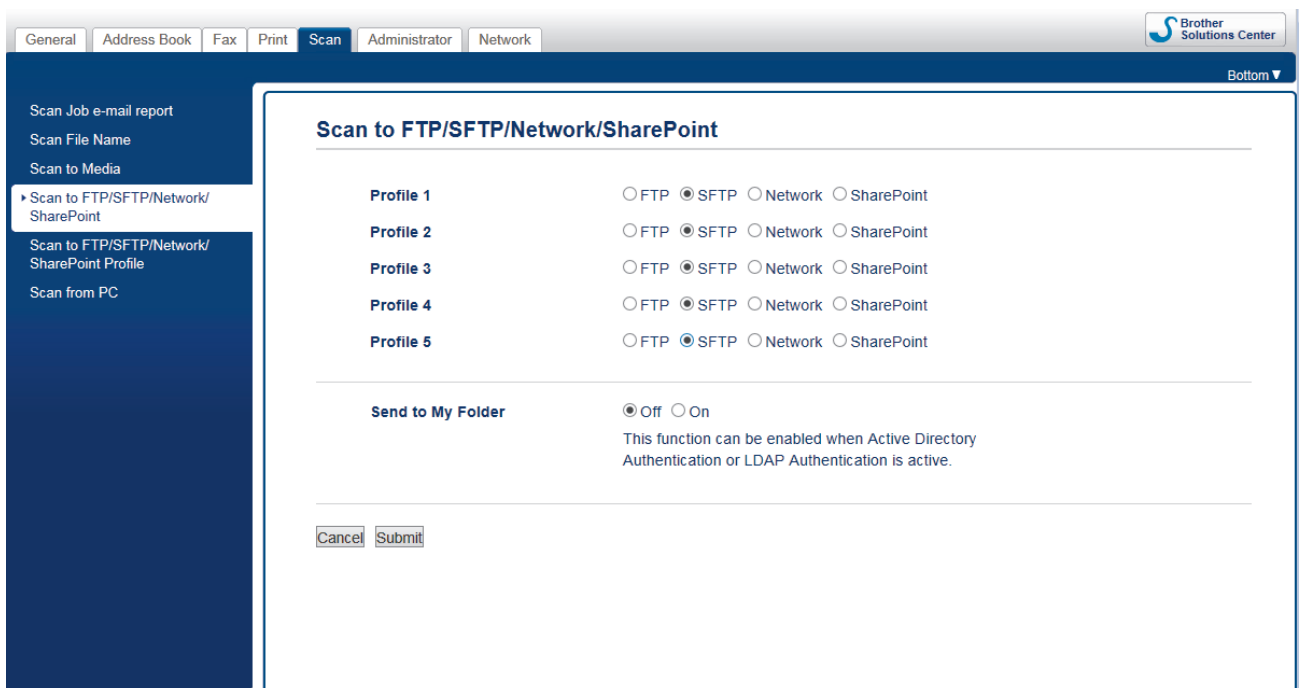 Brother
Solutions Center
General Address Book Fax Print Scan Administrator Network
Bottom▼
Scan Job e-mail report
Scan File Name
Scan to Media
Scan to FTP/SFTP/Network/
SharePoint
Scan to FTP/SFTP/Network/
SharePoint Profile
Scan from PC
Scan to FTP/SFTP/Network/SharePoint
Profile 1 FTP SFTP Network SharePoint
Profile 2 FTP SFTP Network SharePoint
Profile 3 FTP SFTP Network SharePoint
Profile 4 FTP SFTP Network SharePoint
Profile 5 FTP SFTP Network SharePoint
Send to My Folder Off On
This function can be enabled when Active Directory
Authentication or LDAP Authentication is active.
Cancel Submit